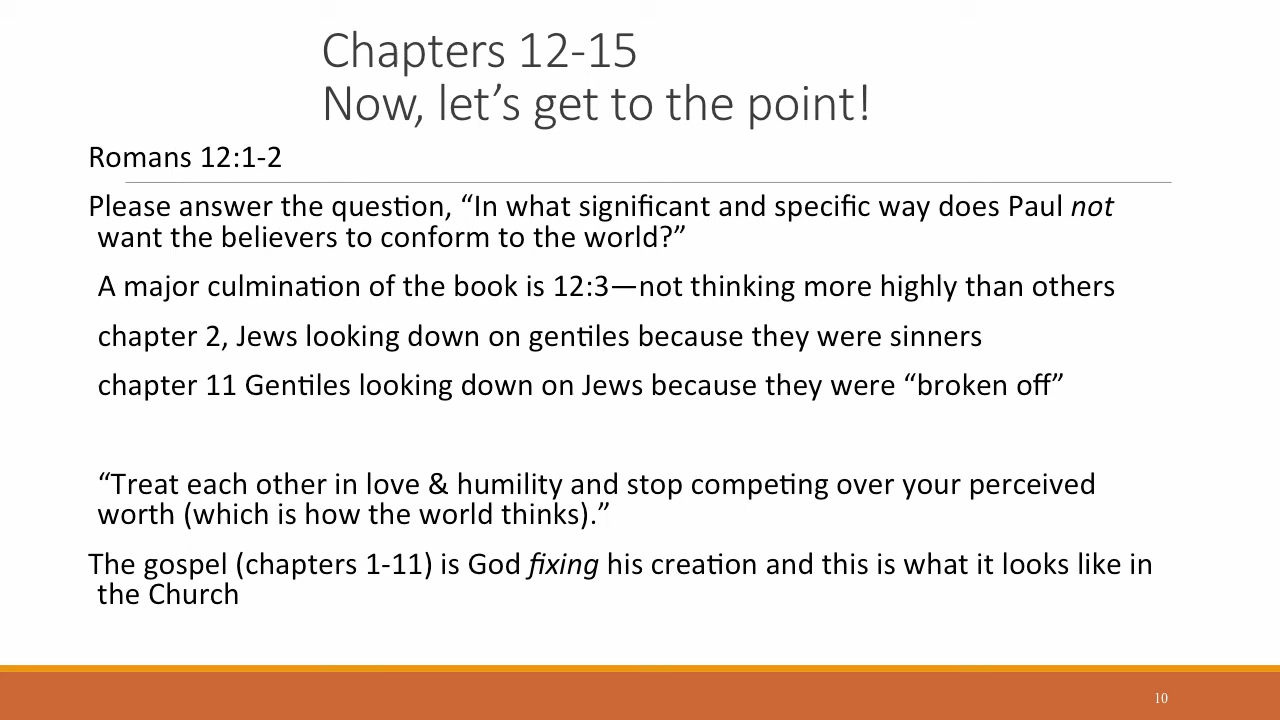 Chapters 12-15
Now, let’s get to the point!
Romans 12:1-2
Please answer the question, “In what significant and specific way does Paul not
want the believers to conform to the world?”
A major culmination of the book is 12:3—not thinking more highly than others
chapter 2, Jews looking down on gentiles because they were sinners
chapter 11 Gentiles looking down on Jews because they were “broken off”
“Treat each other in love & humility and stop competing over your perceived
worth (which is how the world thinks).”
The gospel (chapters 1-11) is God fixing his creation and this is what it looks like in
the Church
10